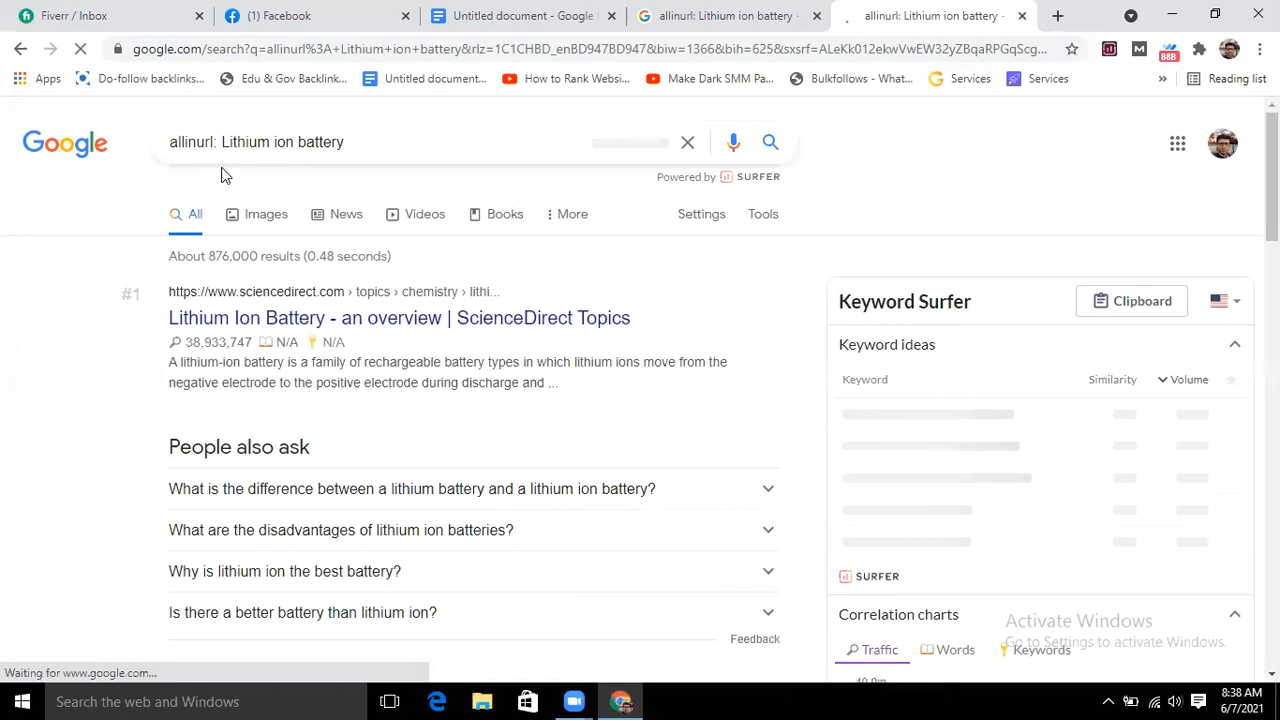 Fiverr / Inbox
(1) Facebook
Untitled document - Google
allinurl: Lithium ion battery -
allinurl: Lithium ion battery -
google.com/search?q=allinurl%3A+Lithium+ion+battery&rlz=1C1CHBD_enBD947BD947&biw=1366&bih=625&sxsrf=ALeKk012ekwVwEW32yZBqaRPGqScg...
88B
Apps
Do-follow backlinks...
Edu & Gov Backlink...
Untitled document...
How to Rank Websi...
Make Dark SMM Pa...
Bulkfollows - What...
Services
Services
Reading list
Google
allinurl: Lithium ion battery
Powered by SURFER
All
Images
News
Videos
Books
More
Settings
Tools
About 876,000 results (0.48 seconds)
#1
https://www.sciencedirect.com › topics › chemistry › lithi...
Lithium Ion Battery - an overview | ScienceDirect Topics
38,933,747 N/A N/A
A lithium-ion battery is a family of rechargeable battery types in which lithium ions move from the
negative electrode to the positive electrode during discharge and ...
People also ask
What is the difference between a lithium battery and a lithium ion battery?
What are the disadvantages of lithium ion batteries?
Why is lithium ion the best battery?
Is there a better battery than lithium ion?
Feedback
Keyword Surfer
Clipboard
Keyword ideas
Keyword
Similarity
Volume
SURFER
Correlation charts
Traffic
Words
Keywords
40.0m
Activate Windows
Go to Settings to activate Windows.
Waiting for www.google.com...
Search the web and Windows
8:38 AM
6/7/2021